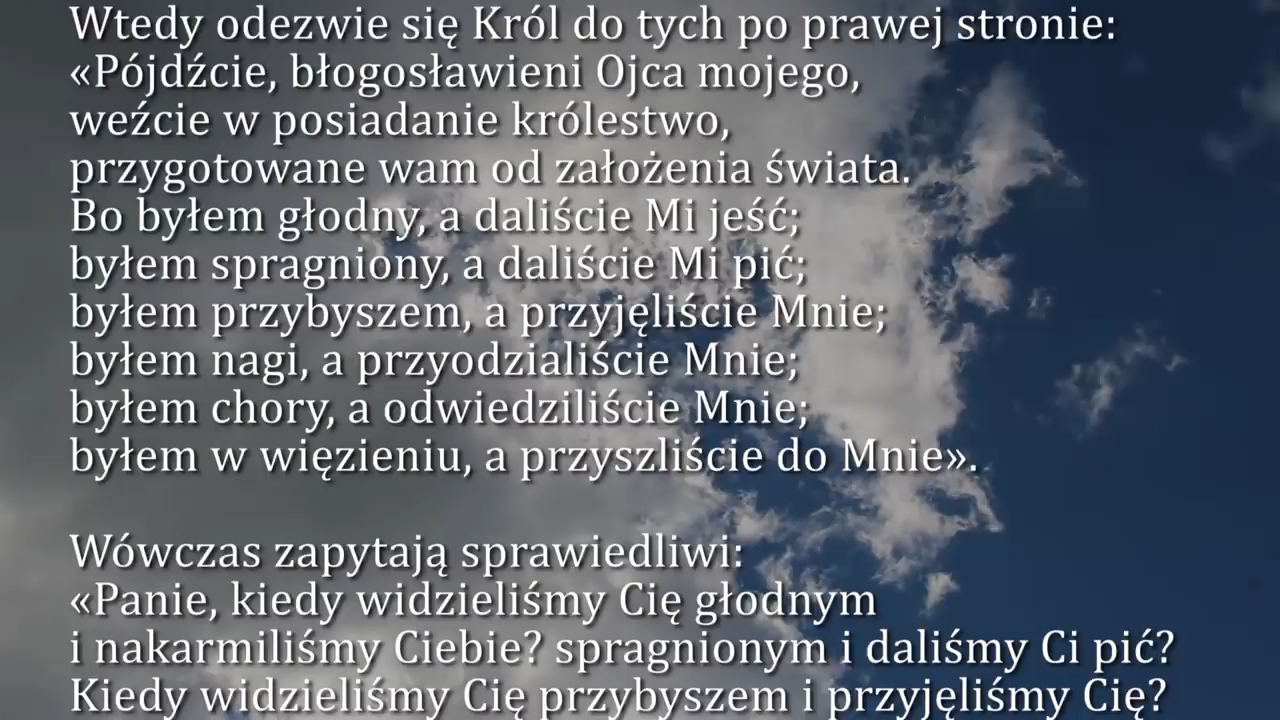 Wtedy odezwie się Król do tych po prawej stronie:
«Pójdźcie, błogosławieni Ojca mojego,
weźcie w posiadanie królestwo,
przygotowane wam od założenia świata.
Bo byłem głodny, a daliście Mi jeść;
byłem spragniony, a daliście Mi pić;
byłem przybyszem, a przyjęliście Mnie;
byłem nagi, a przyodzialiście Mnie;
byłem chory, a odwiedziliście Mnie;
byłem w więzieniu, a przyszliście do Mnie».
Wówczas zapytają sprawiedliwi:
«Panie, kiedy widzieliśmy Cię głodnym
i nakarmiliśmy Ciebie? spragnionym i daliśmy Ci pić?
Kiedy widzieliśmy Cię przybyszem i przyjęliśmy Cię?